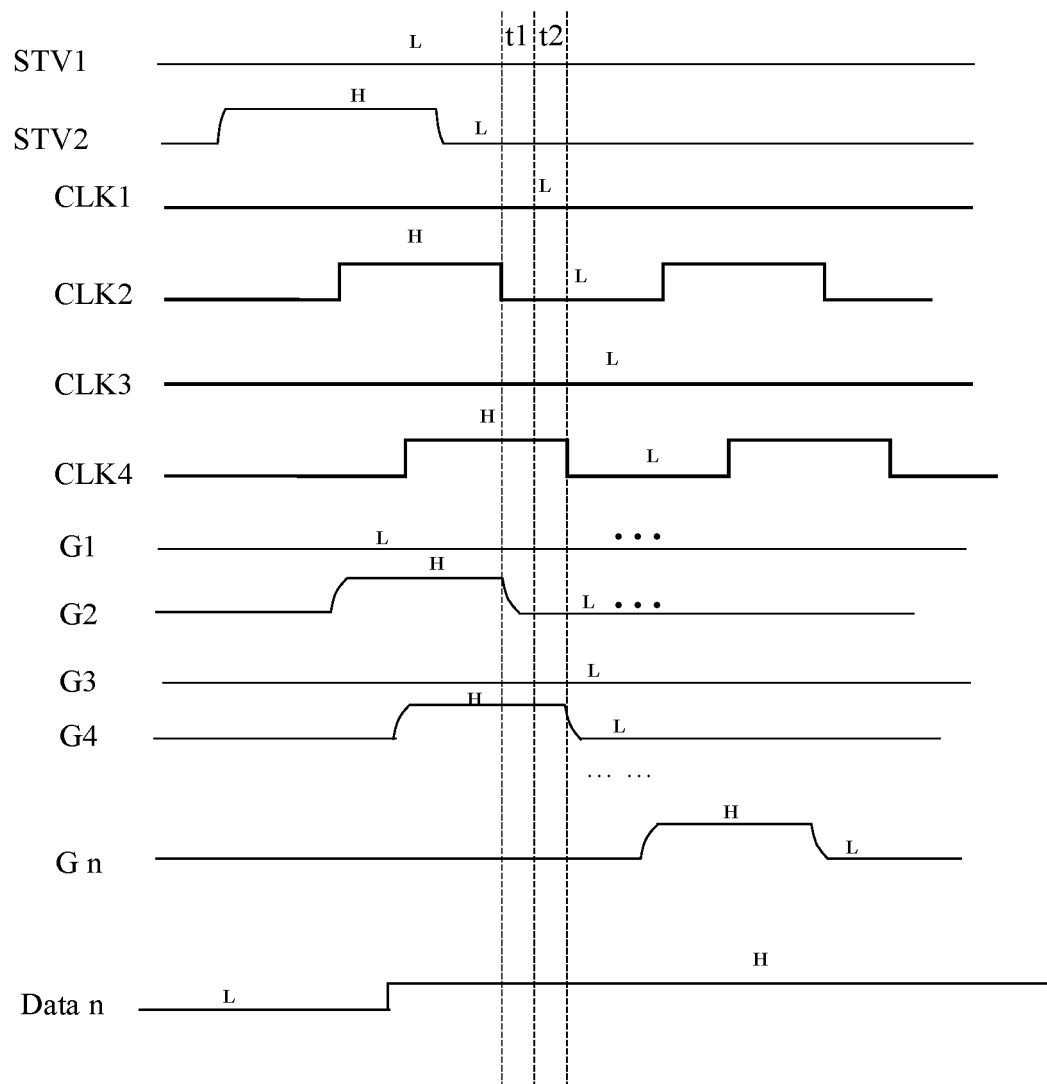 L t1 t2
STV1
H
STV2 L
CLK1 L
H
CLK2 L
CLK3 L
H
CLK4 L
G1 L • • •
H
G2 L • • •
G3 L
H
G4 L
... ...
H
G n L
H
Data n L